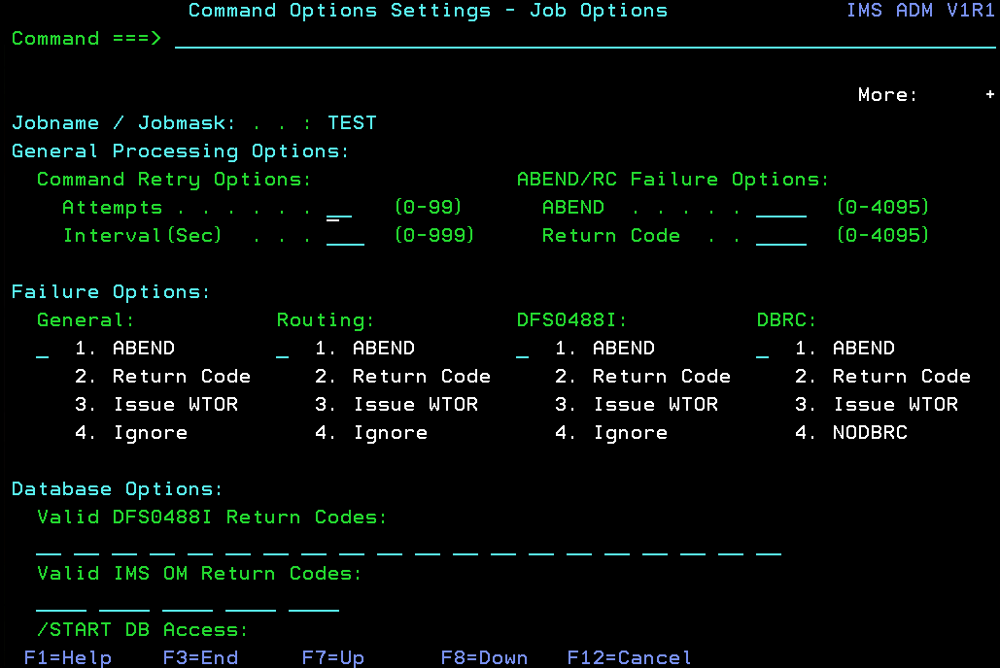 Command Options Settings - Job Options IMS ADM V1R1
Command ===> 
More: +
Jobname / Jobmask: . . : TEST
General Processing Options:
Command Retry Options: ABEND/RC Failure Options:
Attempts . . . . . . __ (0-99) ABEND . . . . . ____ (0-4095)
Interval(Sec) . . . ___ (0-999) Return Code . . ____ (0-4095)
Failure Options:
General: Routing: DFS0488I: DBRC:
_ 1. ABEND _ 1. ABEND _ 1. ABEND _ 1. ABEND
2. Return Code 2. Return Code 2. Return Code 2. Return Code
3. Issue WTOR 3. Issue WTOR 3. Issue WTOR 3. Issue WTOR
4. Ignore 4. Ignore 4. Ignore 4. NODBRC
Database Options:
Valid DFS0488I Return Codes:
__ __ __ __ __ __ __ __ __ __ __ __ __ __ __ __ __ __ __ __
Valid IMS OM Return Codes:
____ ____ ____ ____ ____
/START DB Access:
F1=Help F3=End F7=Up F8=Down F12=Cancel